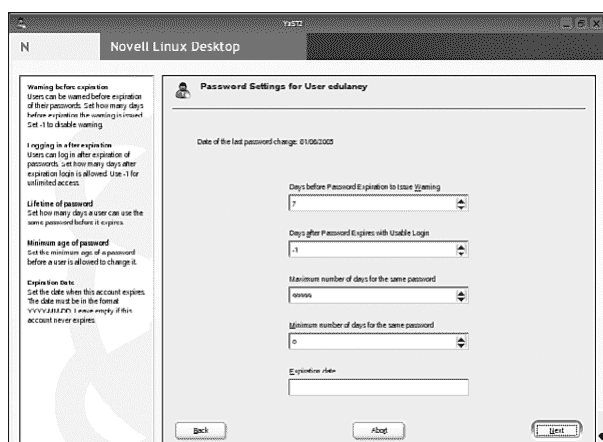 YaST2
N
Novell Linux Desktop
Warning before expiration
Users can be warned before expiration
of their passwords. Set how many days
before expiration the warning is issued.
Set -1 to disable warning.
Logging in after expiration
Users can log in after expiration of
passwords. Set how many days after
expiration login is allowed. Use -1 for
unlimited access.
Lifetime of password
Set how many days a user can use the
same password before it expires.
Minimum age of password
Set the minimum age of a password
before a user is allowed to change it.
Expiration Date
Set the date when this account expires.
The date must be in the format
YYYY-MM-DD. Leave empty if this
account never expires.
Password Settings for User edulaney
Date of the last password change: 01/06/2005
Days before Password Expiration to Issue Warning
7
Days after Password Expires with Usable Login
-1
Maximum number of days for the same password
99999
Minimum number of days for the same password
0
Expiration date
Back
Abort
Next